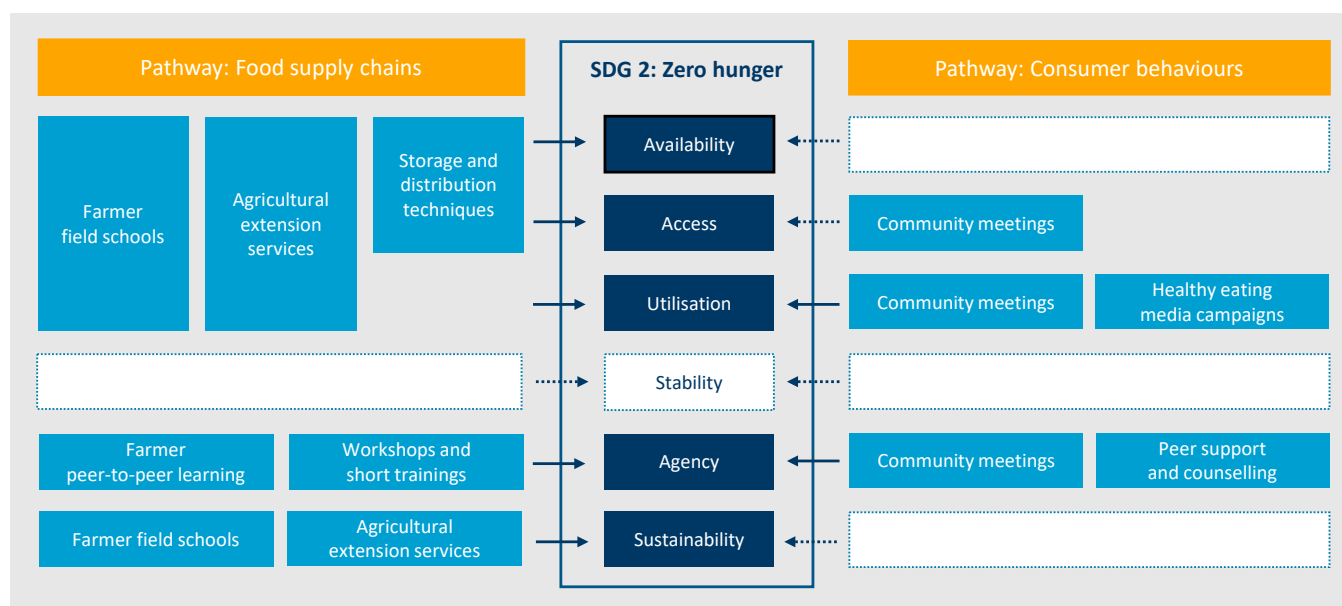 Pathway: Food supply chains
SDG 2: Zero hunger
Pathway: Consumer behaviours
Farmer
field schools
Agricultural
extension
services
Storage and
distribution
techniques
Availability
Access
Community meetings
Utilisation
Community meetings
Healthy eating
media campaigns
Stability
Farmer
peer-to-peer learning
Workshops and
short trainings
Agency
Community meetings
Peer support
and counselling
Farmer field schools
Agricultural
extension services
Sustainability